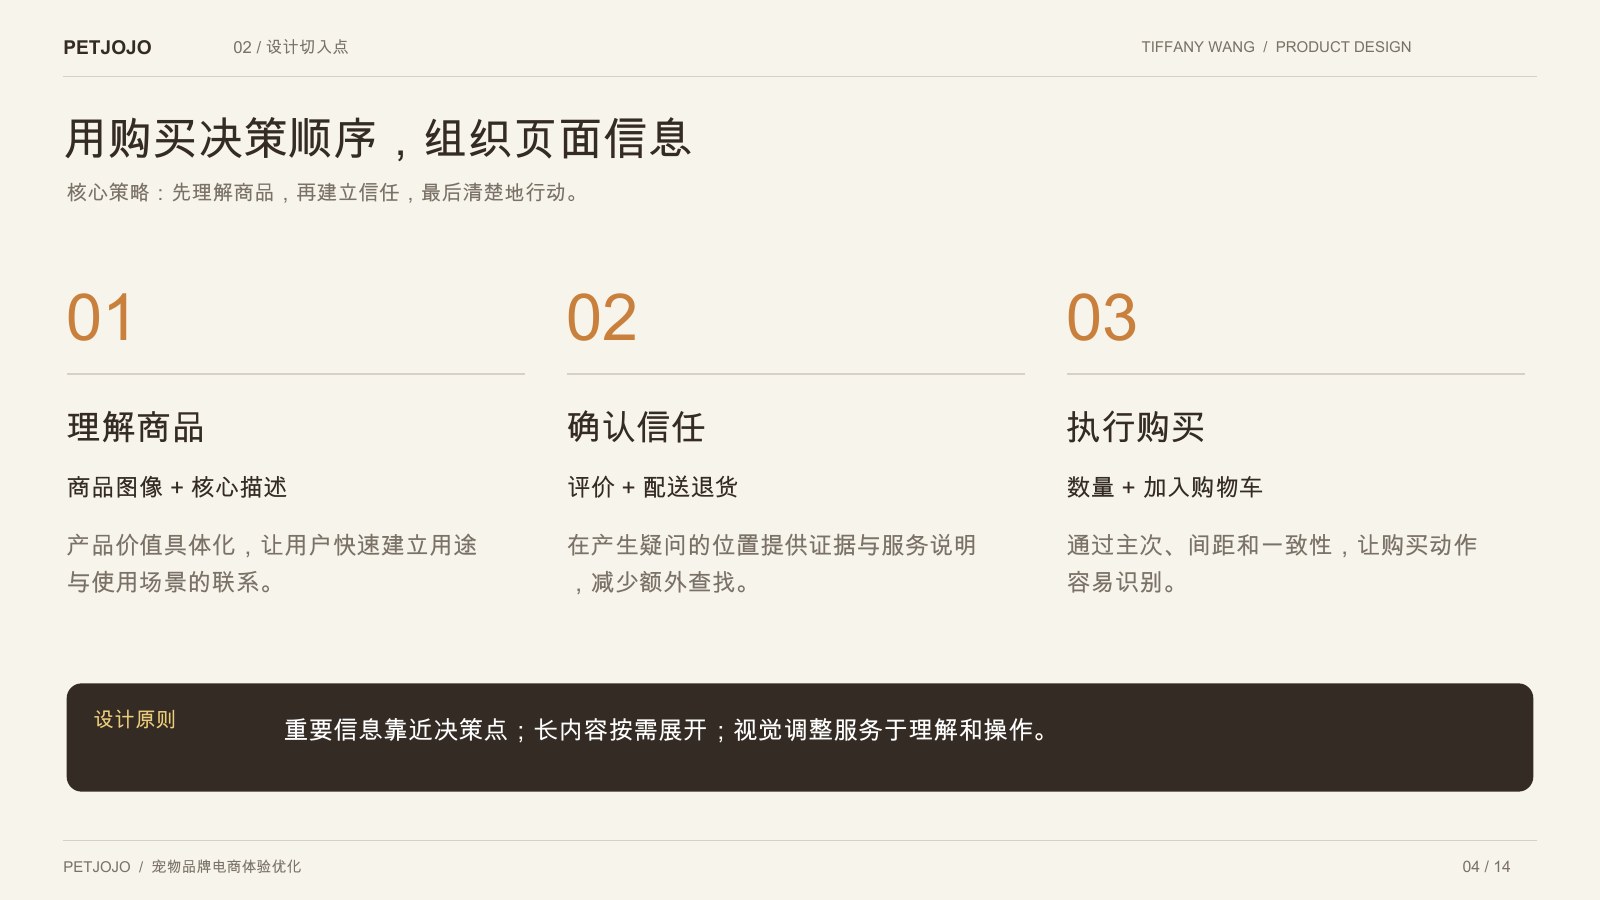 PETJOJO
02 / 设计切入点
TIFFANY WANG / PRODUCT DESIGN
用购买决策顺序，组织页面信息
核心策略：先理解商品，再建立信任，最后清楚地行动。
01
理解商品
商品图像 + 核心描述
产品价值具体化，让用户快速建立用途
与使用场景的联系。
02
确认信任
评价 + 配送退货
在产生疑问的位置提供证据与服务说明
，减少额外查找。
03
执行购买
数量 + 加入购物车
通过主次、间距和一致性，让购买动作
容易识别。
设计原则
重要信息靠近决策点；长内容按需展开；视觉调整服务于理解和操作。
PETJOJO / 宠物品牌电商体验优化
04 / 14